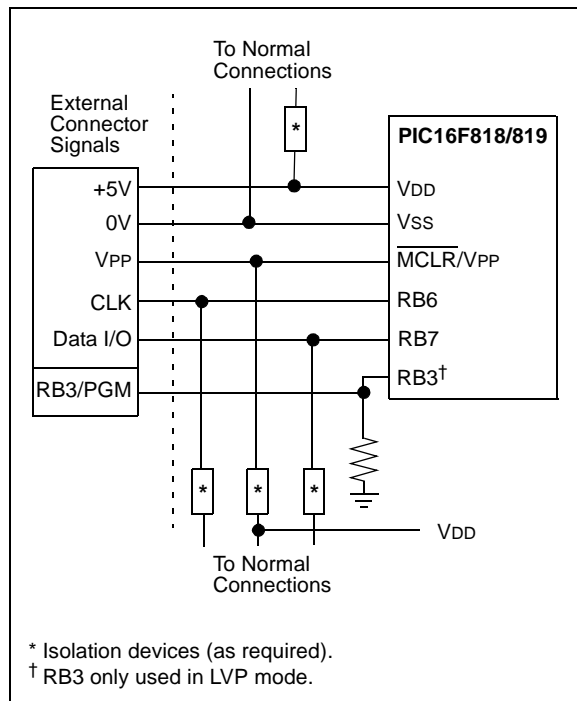 To Normal
Connections
External
Connector
Signals
*
PIC16F818/819
+5V
VDD
0V
VSS
VPP
MCLR/VPP
CLK
RB6
Data I/O
RB7
RB3†
RB3/PGM
*
*
*
VDD
To Normal
Connections
* Isolation devices (as required).
† RB3 only used in LVP mode.